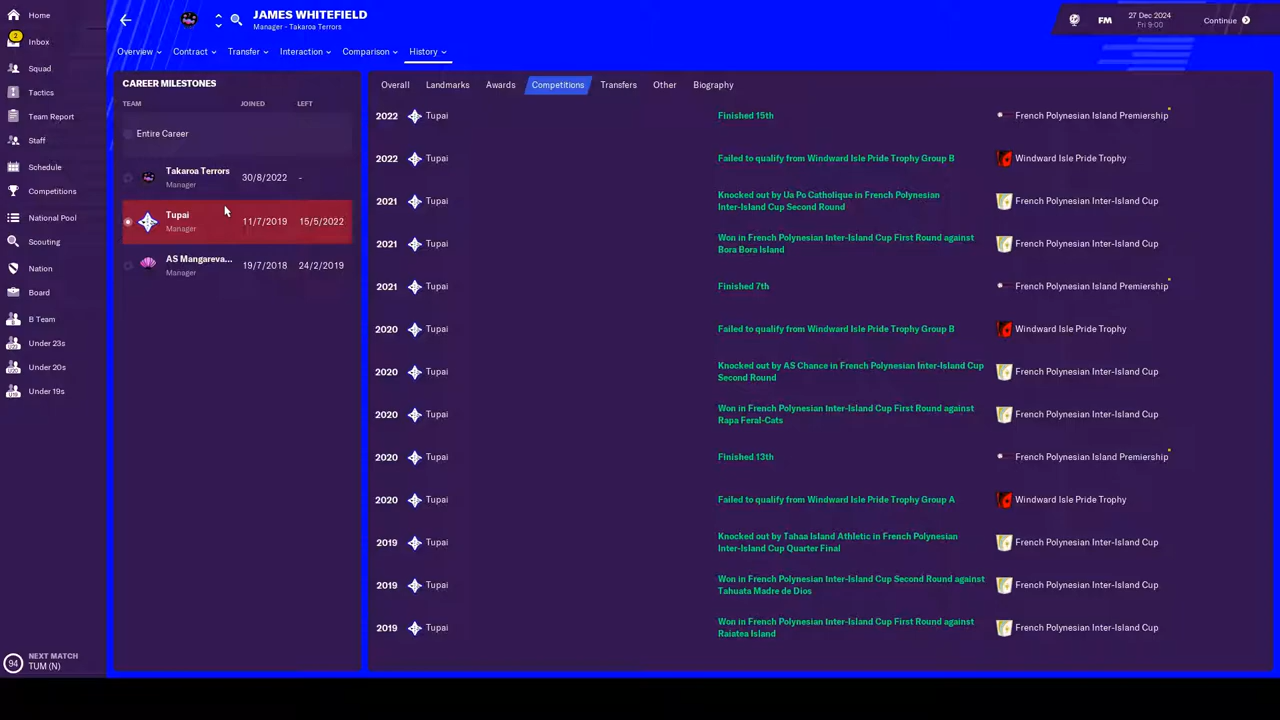 JAMES WHITEFIELD
Manager - Takaroa Terrors
FM
27 Dec 2024
Fri 9:00
Continue
Home
2
Inbox
Squad
Tactics
Team Report
Staff
Schedule
Competitions
National Pool
Scouting
Nation
Board
B Team
Under 23s
Under 20s
Under 19s
94
NEXT MATCH
TUM (N)
Overview
Contract
Transfer
Interaction
Comparison
History
CAREER MILESTONES
TEAM JOINED LEFT
Entire Career
Takaroa Terrors
Manager
30/8/2022 -
Tupai
Manager
11/7/2019 15/5/2022
AS Mangareva...
Manager
19/7/2018 24/2/2019
Overall Landmarks Awards Competitions Transfers Other Biography
2022 Tupai Finished 15th French Polynesian Island Premiership
2022 Tupai Failed to qualify from Windward Isle Pride Trophy Group B Windward Isle Pride Trophy
2021 Tupai Knocked out by Ua Po Catholique in French Polynesian
Inter-Island Cup Second Round French Polynesian Inter-Island Cup
2021 Tupai Won in French Polynesian Inter-Island Cup First Round against
Bora Bora Island French Polynesian Inter-Island Cup
2021 Tupai Finished 7th French Polynesian Island Premiership
2020 Tupai Failed to qualify from Windward Isle Pride Trophy Group B Windward Isle Pride Trophy
2020 Tupai Knocked out by AS Chance in French Polynesian Inter-Island Cup
Second Round French Polynesian Inter-Island Cup
2020 Tupai Won in French Polynesian Inter-Island Cup First Round against
Rapa Feral-Cats French Polynesian Inter-Island Cup
2020 Tupai Finished 13th French Polynesian Island Premiership
2020 Tupai Failed to qualify from Windward Isle Pride Trophy Group A Windward Isle Pride Trophy
2019 Tupai Knocked out by Tahaa Island Athletic in French Polynesian
Inter-Island Cup Quarter Final French Polynesian Inter-Island Cup
2019 Tupai Won in French Polynesian Inter-Island Cup Second Round against
Tahuata Madre de Dios French Polynesian Inter-Island Cup
2019 Tupai Won in French Polynesian Inter-Island Cup First Round against
Raiatea Island French Polynesian Inter-Island Cup